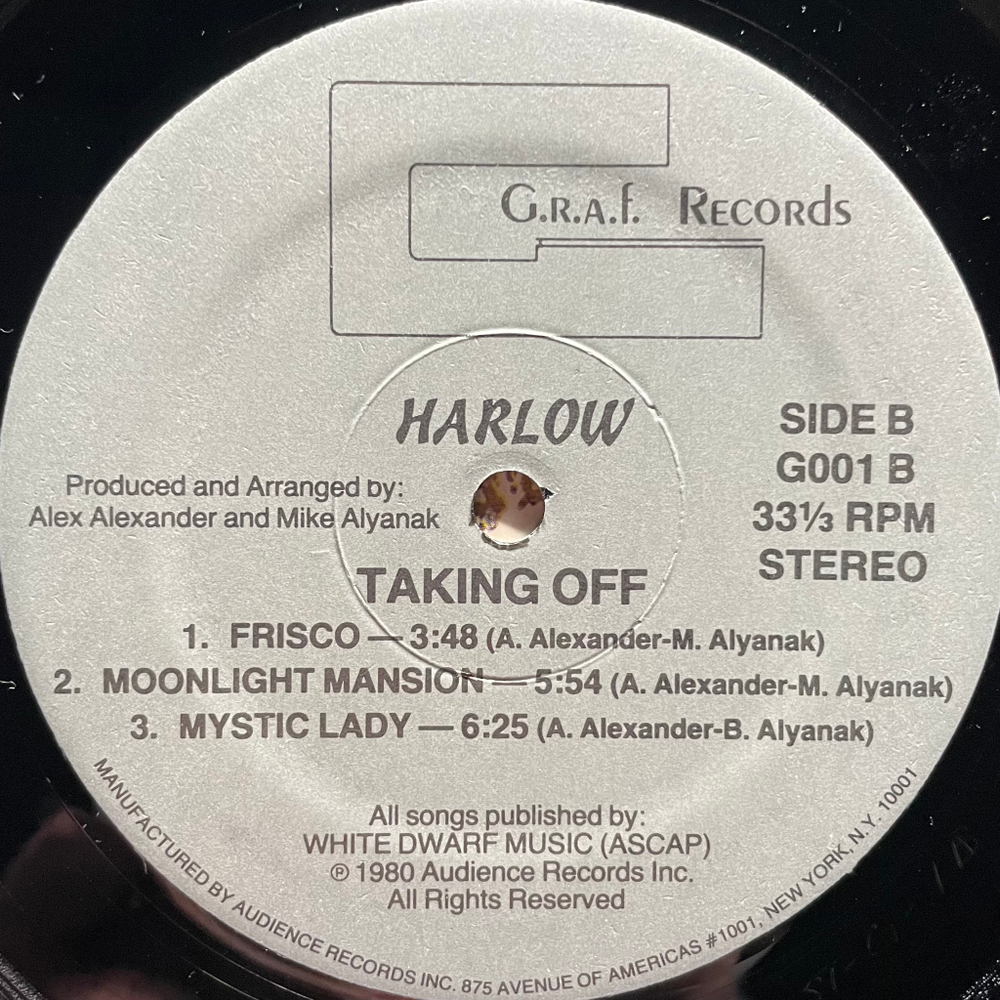 G.R.A.F. RECORDS
HARLOW
SIDE B
G001 B
33⅓ RPM
STEREO
Produced and Arranged by:
Alex Alexander and Mike Alyanak
TAKING OFF
1. FRISCO — 3:48 (A. Alexander-M. Alyanak)
2. MOONLIGHT MANSION — 5:54 (A. Alexander-M. Alyanak)
3. MYSTIC LADY — 6:25 (A. Alexander-B. Alyanak)
All songs published by:
WHITE DWARF MUSIC (ASCAP)
℗ 1980 Audience Records Inc.
All Rights Reserved
MANUFACTURED BY AUDIENCE RECORDS INC. 875 AVENUE OF AMERICAS #1001, NEW YORK, N.Y. 10001